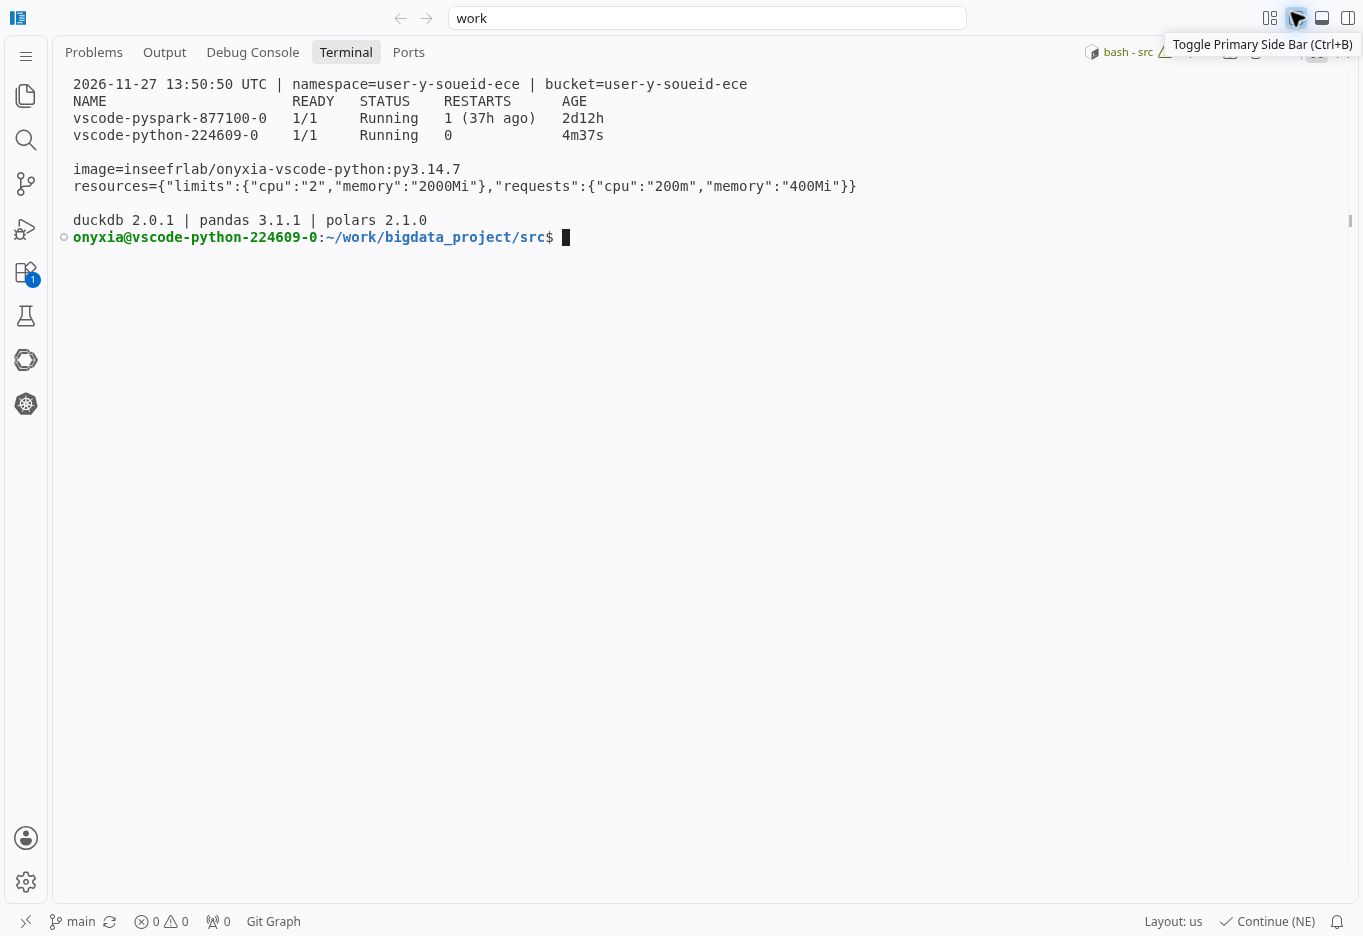 work
Problems Output Debug Console Terminal Ports bash - src
Toggle Primary Side Bar (Ctrl+B)
2026-11-27 13:50:50 UTC | namespace=user-y-soueid-ece | bucket=user-y-soueid-ece
NAME READY STATUS RESTARTS AGE
vscode-pyspark-877100-0 1/1 Running 1 (37h ago) 2d12h
vscode-python-224609-0 1/1 Running 0 4m37s
image=inseefrlab/onyxia-vscode-python:py3.14.7
resources={"limits":{"cpu":"2","memory":"2000Mi"},"requests":{"cpu":"200m","memory":"400Mi"}}
duckdb 2.0.1 | pandas 3.1.1 | polars 2.1.0
onyxia@vscode-python-224609-0:~/work/bigdata_project/src$
1
main 0 0 0 Git Graph Layout: us Continue (NE)